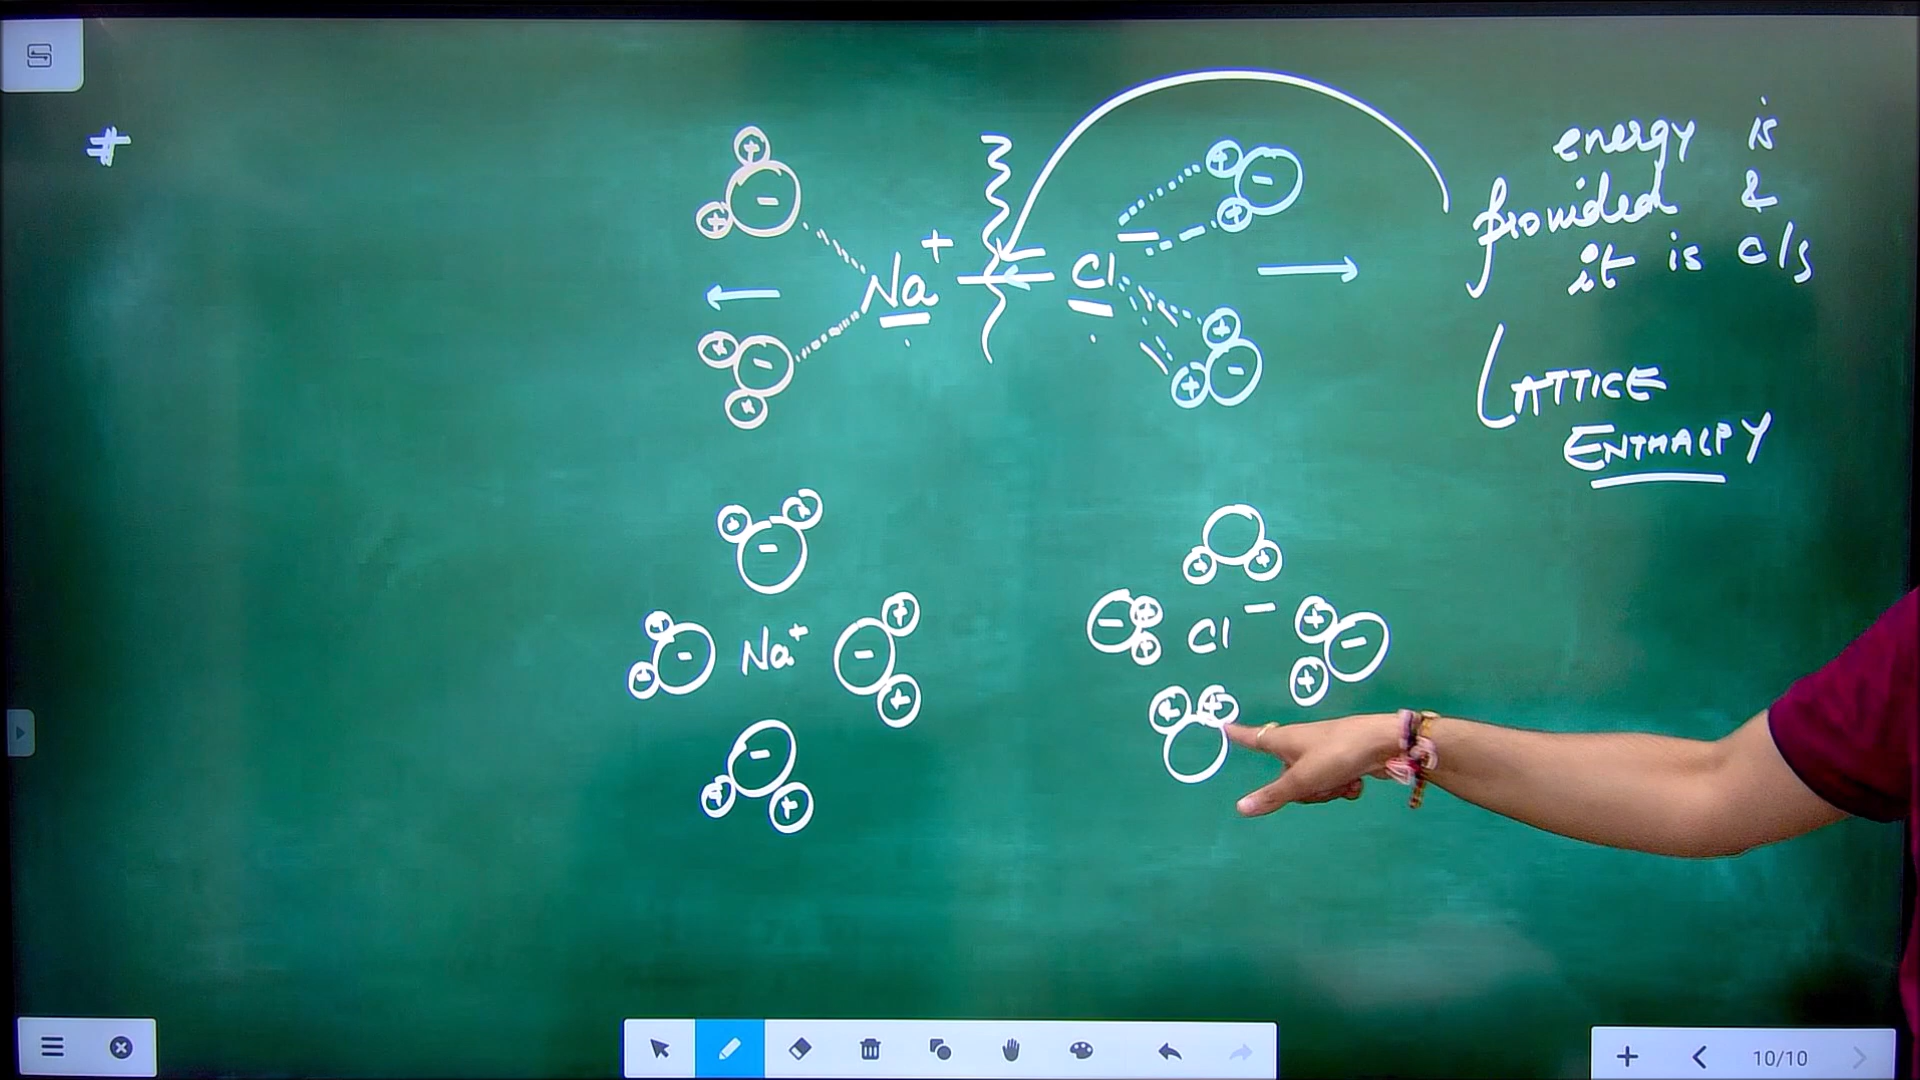 #
energy is
provided &
it is c/s
Na+ Cl -
LATTICE
ENTHALPY
Na+ Cl -
10/10